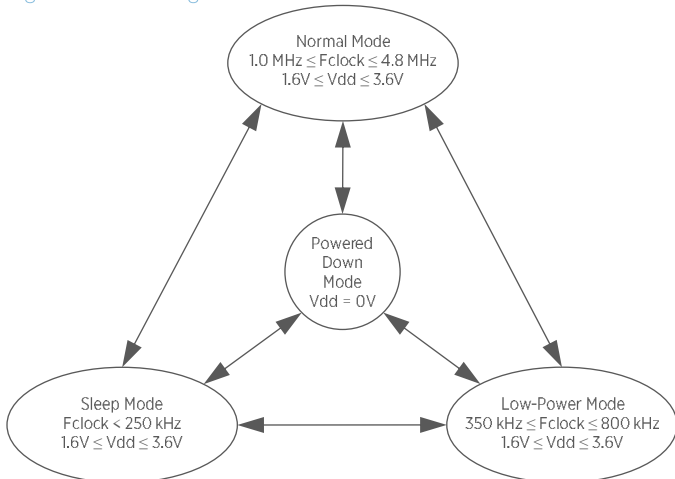 Normal Mode
1.0 MHz ≤ Fclock ≤ 4.8 MHz
1.6V ≤ Vdd ≤ 3.6V
Powered
Down
Mode
Vdd = 0V
Sleep Mode
Fclock < 250 kHz
1.6V ≤ Vdd ≤ 3.6V
Low-Power Mode
350 kHz ≤ Fclock ≤ 800 kHz
1.6V ≤ Vdd ≤ 3.6V